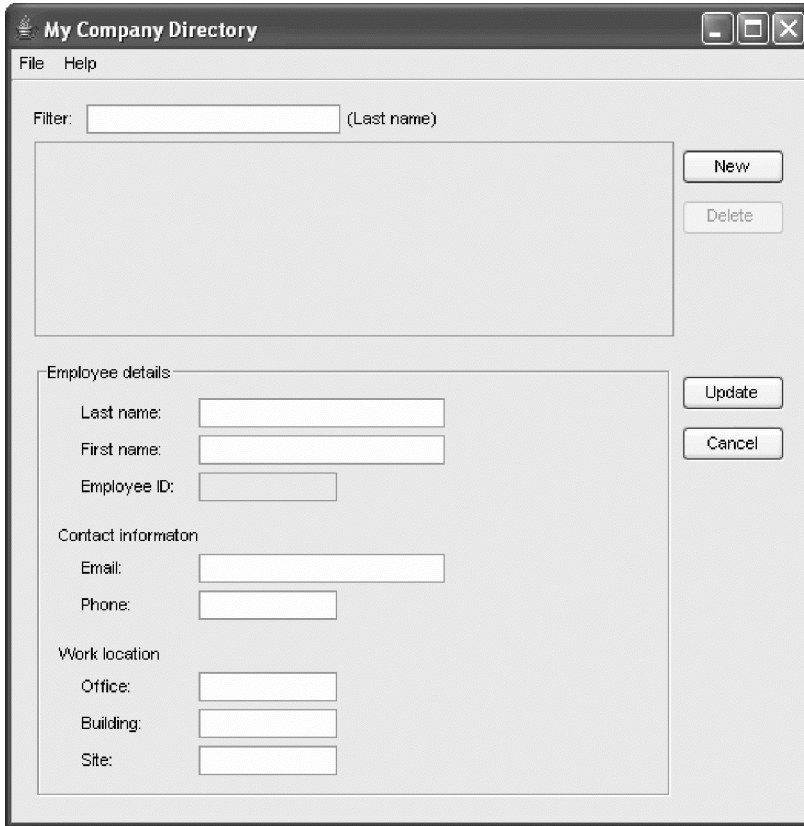 My Company Directory
File Help
Filter: (Last name)
New
Delete
Employee details
Update
Last name:
Cancel
First name:
Employee ID:
Contact informaton
Email:
Phone:
Work location
Office:
Building:
Site: